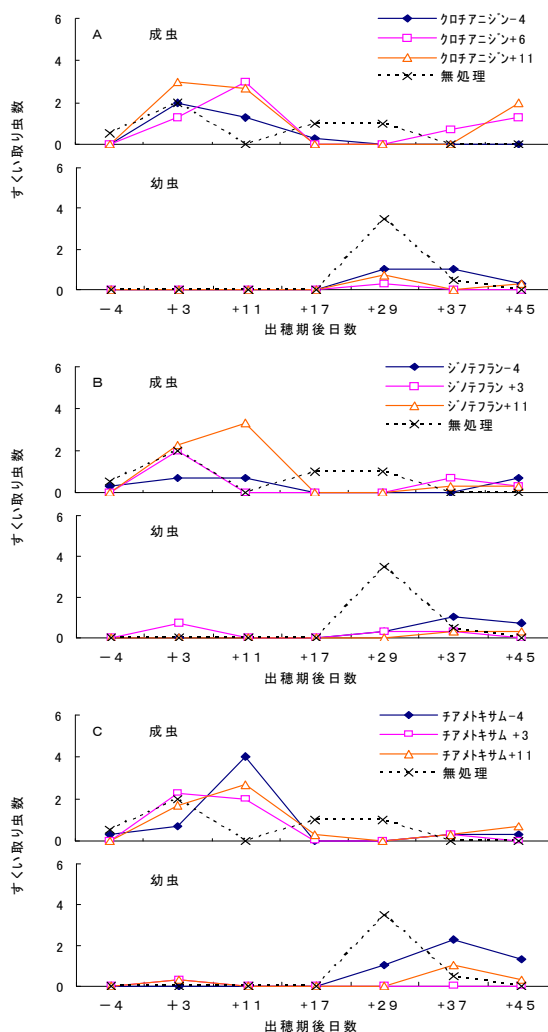 A 成虫
クロチアニジン-4
クロチアニジン+6
クロチアニジン+11
無処理
6
4
2
0
すくい取り虫数
幼虫
6
4
2
0
－4 ＋3 +11 +17 +29 +37 +45
出穂期後日数
B 成虫
ジノテフラン-4
ジノテフラン +3
ジノテフラン+11
無処理
6
4
2
0
すくい取り虫数
幼虫
6
4
2
0
－4 ＋3 +11 +17 +29 +37 +45
出穂期後日数
C 成虫
チアメトキサム-4
チアメトキサム +3
チアメトキサム+11
無処理
6
4
2
0
すくい取り虫数
幼虫
6
4
2
0
－4 ＋3 +11 +17 +29 +37 +45
出穂期後日数